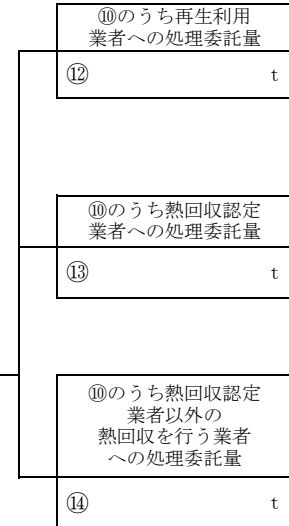 ⑩のうち再生利用
業者への処理委託量
⑫ t
⑩のうち熱回収認定
業者への処理委託量
⑬ t
⑩のうち熱回収認定
業者以外の
熱回収を行う業者
への処理委託量
⑭ t